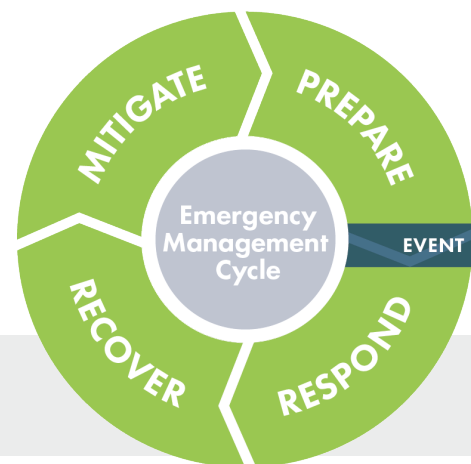 MITIGATE
PREPARE
Emergency
Management
Cycle
EVENT
RECOVER
RESPOND